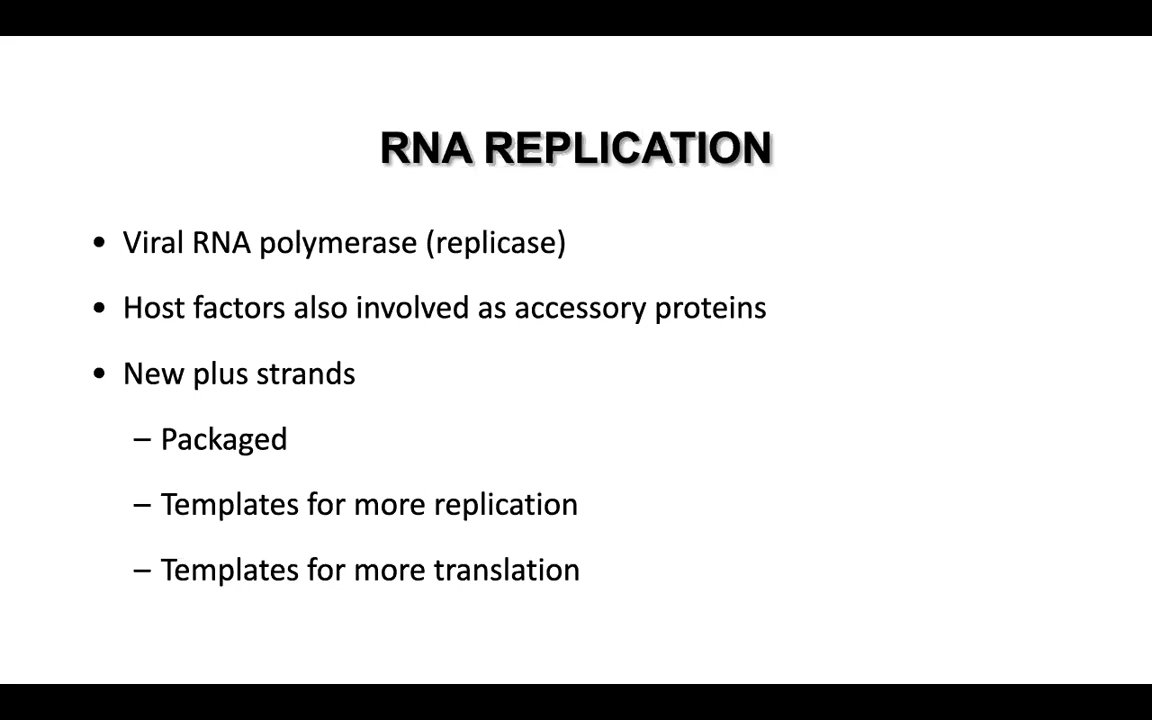 RNA REPLICATION
• Viral RNA polymerase (replicase)
• Host factors also involved as accessory proteins
• New plus strands
– Packaged
– Templates for more replication
– Templates for more translation